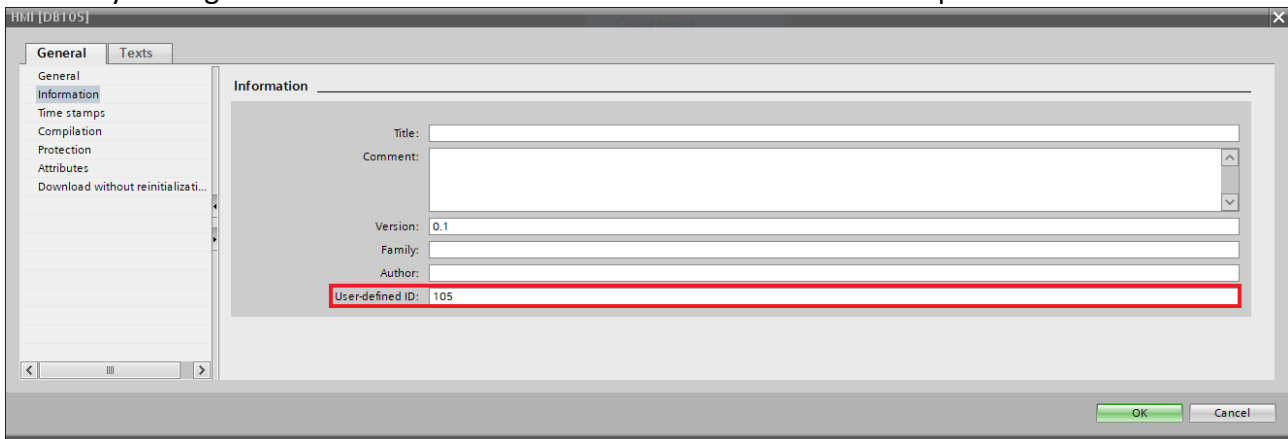 HMI [DB105]
General Texts
General
Information
Time stamps
Compilation
Protection
Attributes
Download without reinitializati...
Information
Title:
Comment:
Version: 0.1
Family:
Author:
User-defined ID: 105
OK Cancel